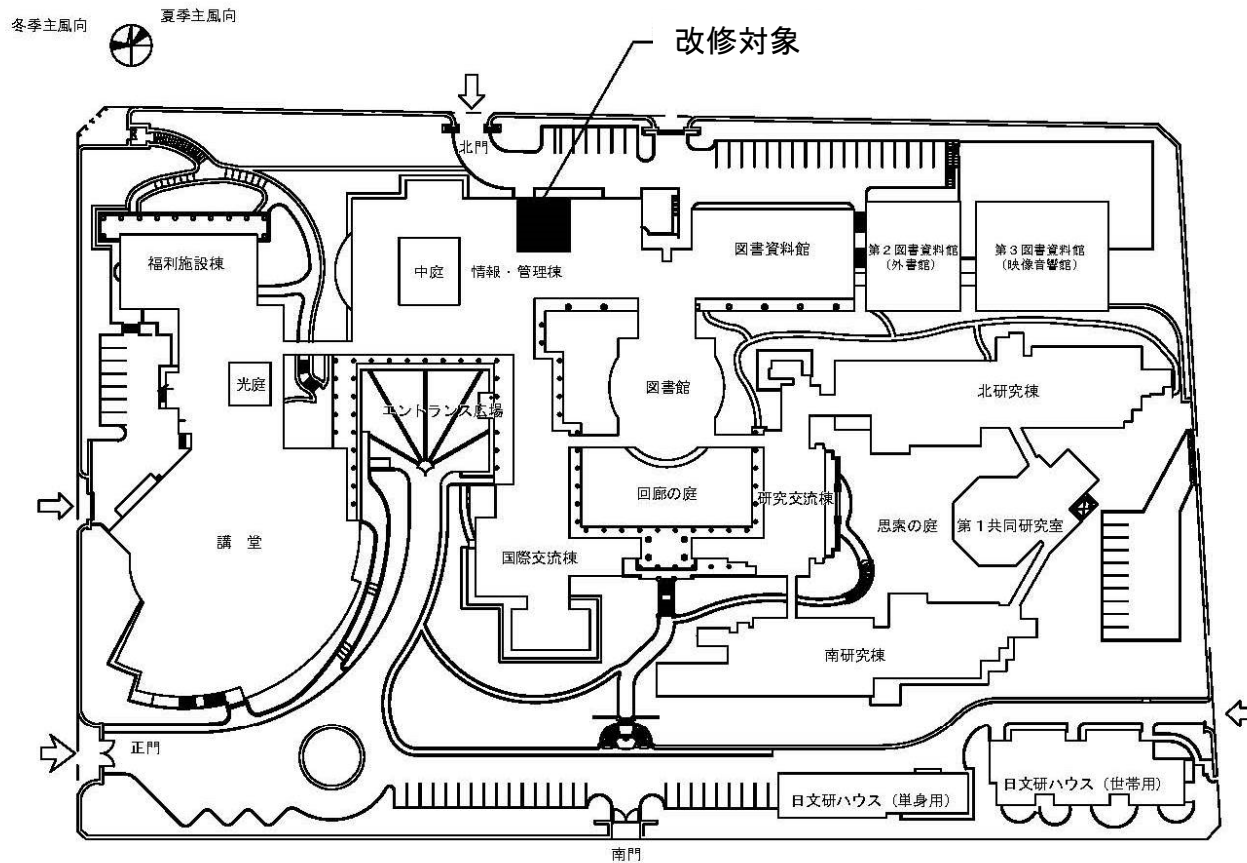 夏季主風向
冬季主風向
改修対象
北門
図書資料館
第２図書資料館
（外書館）
第３図書資料館
（映像音響館）
福利施設棟
中庭
情報・管理棟
光庭
図書館
北研究棟
エントランス広場
回廊の庭
研究交流棟
思索の庭
第１共同研究室
講　堂
国際交流棟
南研究棟
正門
日文研ハウス（単身用）
日文研ハウス（世帯用）
南門